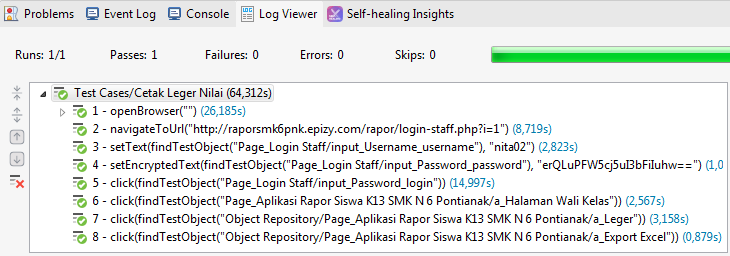 Problems Event Log Console Log Viewer Self-healing Insights
Runs: 1/1 Passes: 1 Failures: 0 Errors: 0 Skips: 0
Test Cases/Cetak Leger Nilai (64,312s)
1 - openBrowser("") (26,185s)
2 - navigateToUrl("http://raporsmk6pnk.epizy.com/rapor/login-staff.php?i=1") (8,719s)
3 - setText(findTestObject("Page_Login Staff/input_Username_username"), "nita02") (2,823s)
4 - setEncryptedText(findTestObject("Page_Login Staff/input_Password_password"), "erQLuPFW5cj5uI3bFiIuhw==") (1,0
5 - click(findTestObject("Page_Login Staff/input_Password_login")) (14,997s)
6 - click(findTestObject("Page_Aplikasi Rapor Siswa K13 SMK N 6 Pontianak/a_Halaman Wali Kelas")) (2,567s)
7 - click(findTestObject("Object Repository/Page_Aplikasi Rapor Siswa K13 SMK N 6 Pontianak/a_Leger")) (3,158s)
8 - click(findTestObject("Object Repository/Page_Aplikasi Rapor Siswa K13 SMK N 6 Pontianak/a_Export Excel")) (0,879s)